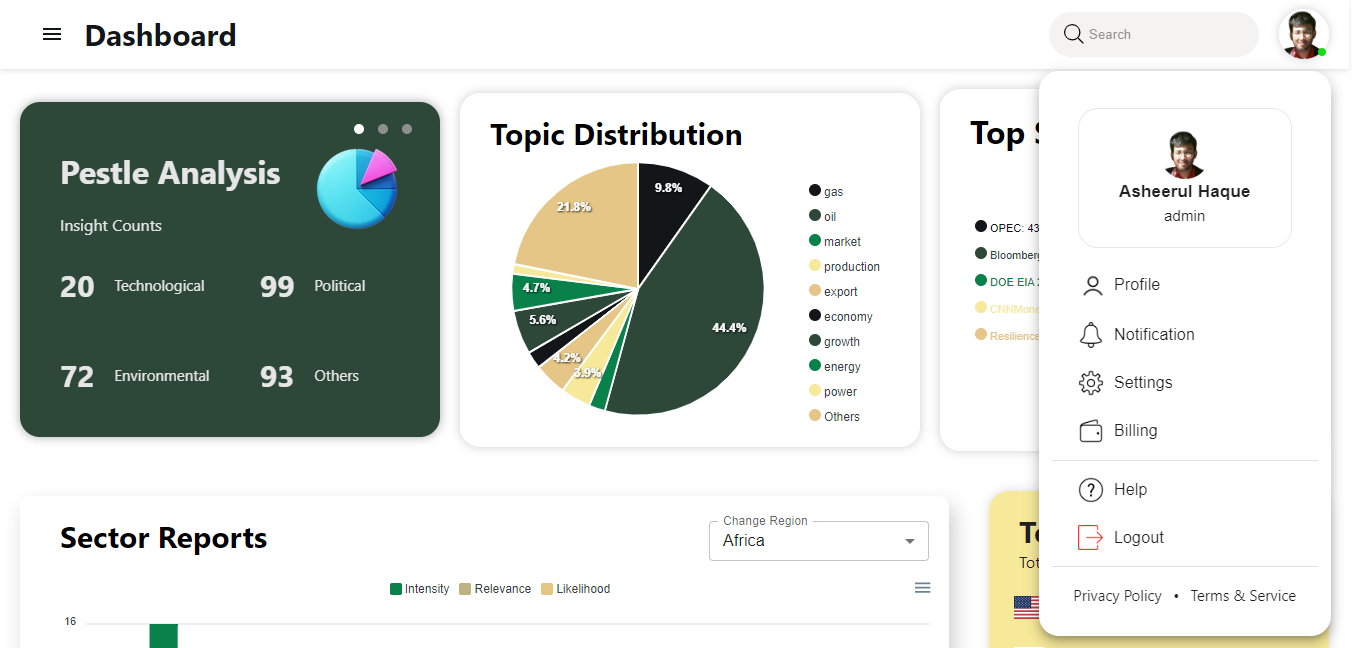 Dashboard
Search
Pestle Analysis
Insight Counts
20 Technological
99 Political
72 Environmental
93 Others
Topic Distribution
9.8%
44.4%
3.9%
4.2%
5.6%
4.7%
21.8%
gas
oil
market
production
export
economy
growth
energy
power
Others
Top
OPEC: 43
Bloomberg
DOE EIA
CNNMone
Resilience
Asheerul Haque
admin
Profile
Notification
Settings
Billing
Help
Logout
Privacy Policy • Terms & Service
Sector Reports
Change Region
Africa
Intensity Relevance Likelihood
16